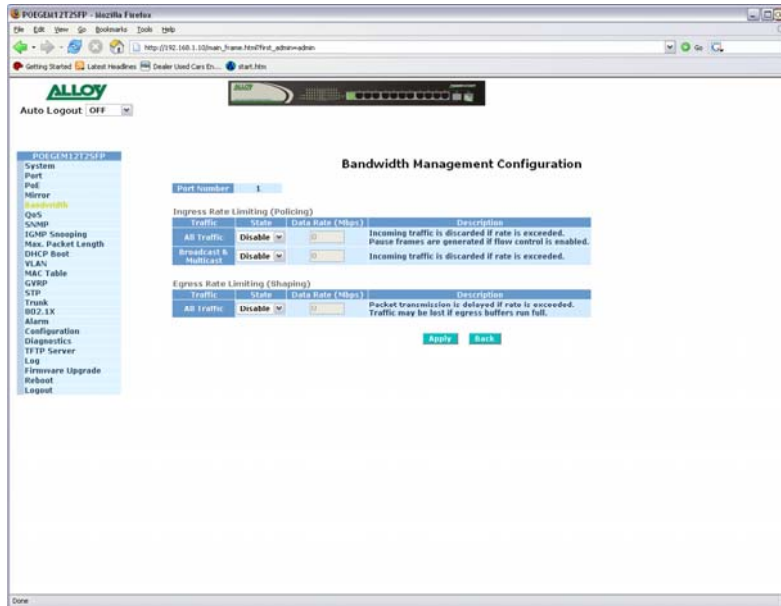 POEGEM12T2SFP - Mozilla Firefox
File Edit View Go Bookmarks Tools Help
http://192.168.1.10/main_frame.htm?first_admin=admin
Go
Getting Started Latest Headlines Dealer Used Cars En... start.htm
ALLOY
Auto Logout OFF
POEGEM12T2SFP
System
Port
PoE
Mirror
Bandwidth
QoS
SNMP
IGMP Snooping
Max. Packet Length
DHCP Boot
VLAN
MAC Table
GVRP
STP
Trunk
802.1X
Alarm
Configuration
Diagnostics
TFTP Server
Log
Firmware Upgrade
Reboot
Logout
Bandwidth Management Configuration
Port Number 1
Ingress Rate Limiting (Policing)
Traffic State Data Rate (Mbps) Description
All Traffic Disable 0 Incoming traffic is discarded if rate is exceeded.
Pause frames are generated if flow control is enabled.
Broadcast & Multicast Disable 0 Incoming traffic is discarded if rate is exceeded.
Egress Rate Limiting (Shaping)
Traffic State Data Rate (Mbps) Description
All Traffic Disable 0 Packet transmission is delayed if rate is exceeded.
Traffic may be lost if egress buffers run full.
Apply Back
Done